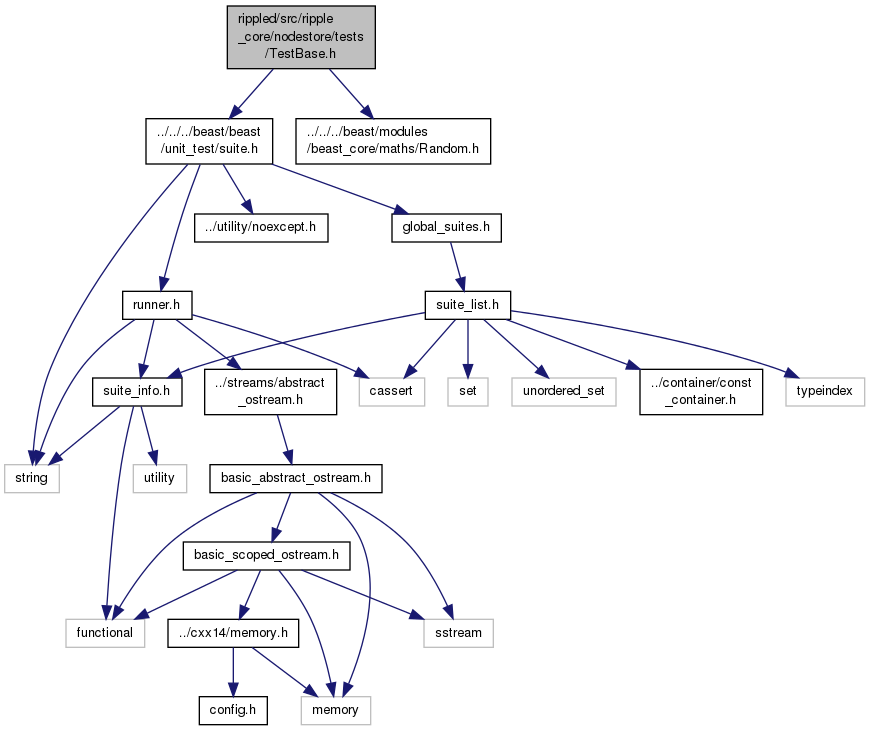 rippled/src/ripple
_core/nodestore/tests
/TestBase.h
../../../beast/beast
/unit_test/suite.h
../../../beast/modules
/beast_core/maths/Random.h
../utility/noexcept.h
global_suites.h
runner.h
suite_list.h
suite_info.h
../streams/abstract
_ostream.h
cassert
set
unordered_set
../container/const
_container.h
typeindex
string
utility
basic_abstract_ostream.h
basic_scoped_ostream.h
functional
../cxx14/memory.h
sstream
config.h
memory